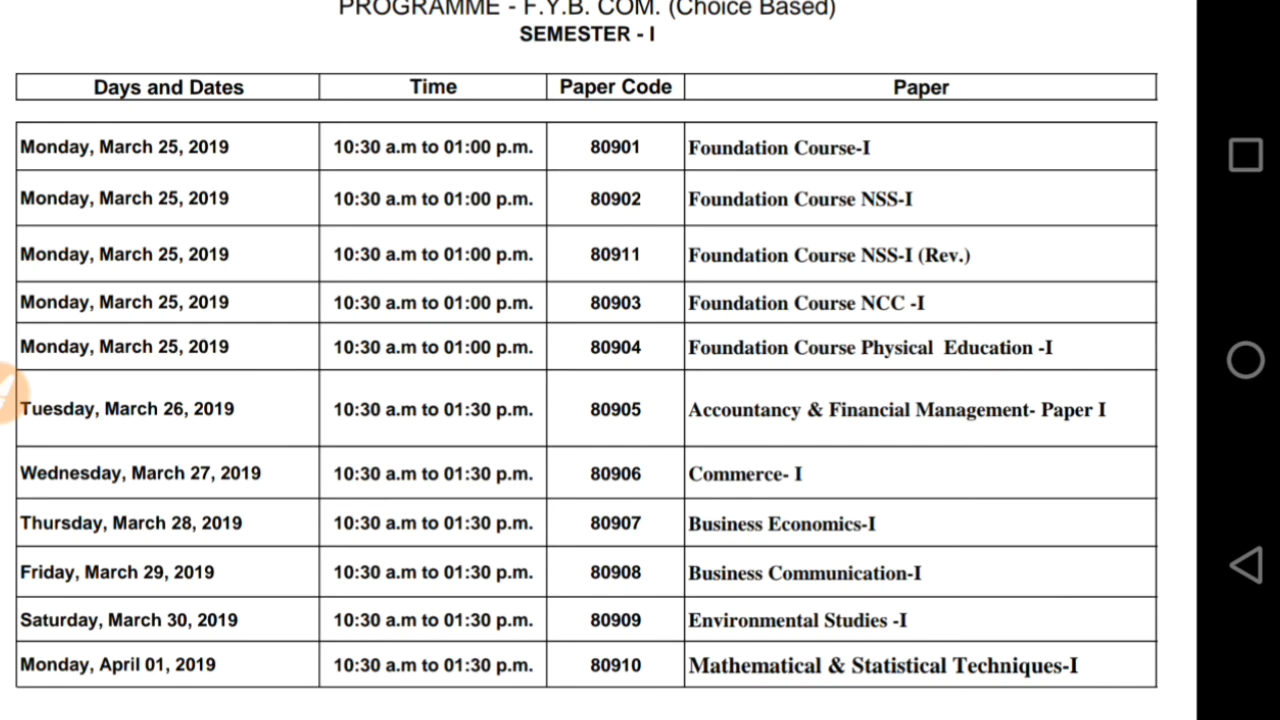 PROGRAMME - F.Y.B. COM. (Choice Based)
SEMESTER - I
Days and Dates Time Paper Code Paper
Monday, March 25, 2019 10:30 a.m to 01:00 p.m. 80901 Foundation Course-I
Monday, March 25, 2019 10:30 a.m to 01:00 p.m. 80902 Foundation Course NSS-I
Monday, March 25, 2019 10:30 a.m to 01:00 p.m. 80911 Foundation Course NSS-I (Rev.)
Monday, March 25, 2019 10:30 a.m to 01:00 p.m. 80903 Foundation Course NCC -I
Monday, March 25, 2019 10:30 a.m to 01:00 p.m. 80904 Foundation Course Physical Education -I
Tuesday, March 26, 2019 10:30 a.m to 01:30 p.m. 80905 Accountancy & Financial Management- Paper I
Wednesday, March 27, 2019 10:30 a.m to 01:30 p.m. 80906 Commerce- I
Thursday, March 28, 2019 10:30 a.m to 01:30 p.m. 80907 Business Economics-I
Friday, March 29, 2019 10:30 a.m to 01:30 p.m. 80908 Business Communication-I
Saturday, March 30, 2019 10:30 a.m to 01:30 p.m. 80909 Environmental Studies -I
Monday, April 01, 2019 10:30 a.m to 01:30 p.m. 80910 Mathematical & Statistical Techniques-I